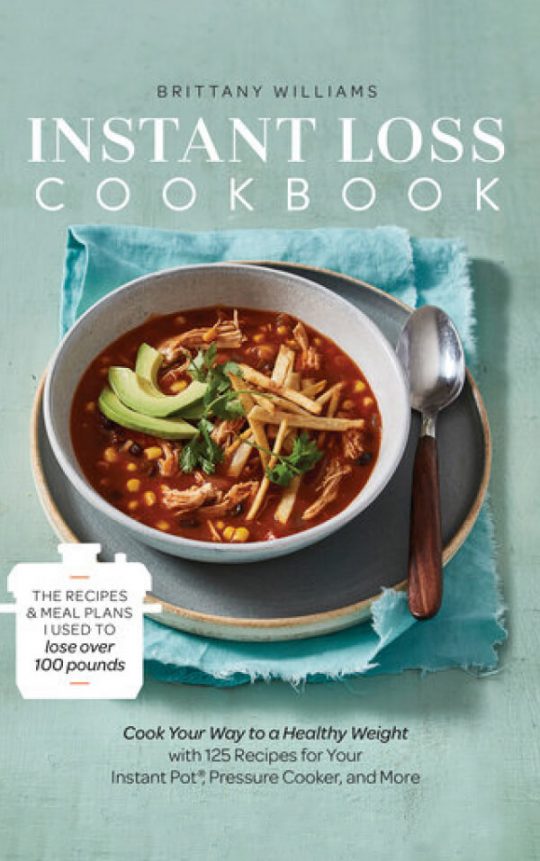 BRITTANY WILLIAMS
INSTANT LOSS
COOKBOOK
THE RECIPES
& MEAL PLANS
I USED TO
lose over
100 pounds
Cook Your Way to a Healthy Weight
with 125 Recipes for Your
Instant Pot®, Pressure Cooker, and More